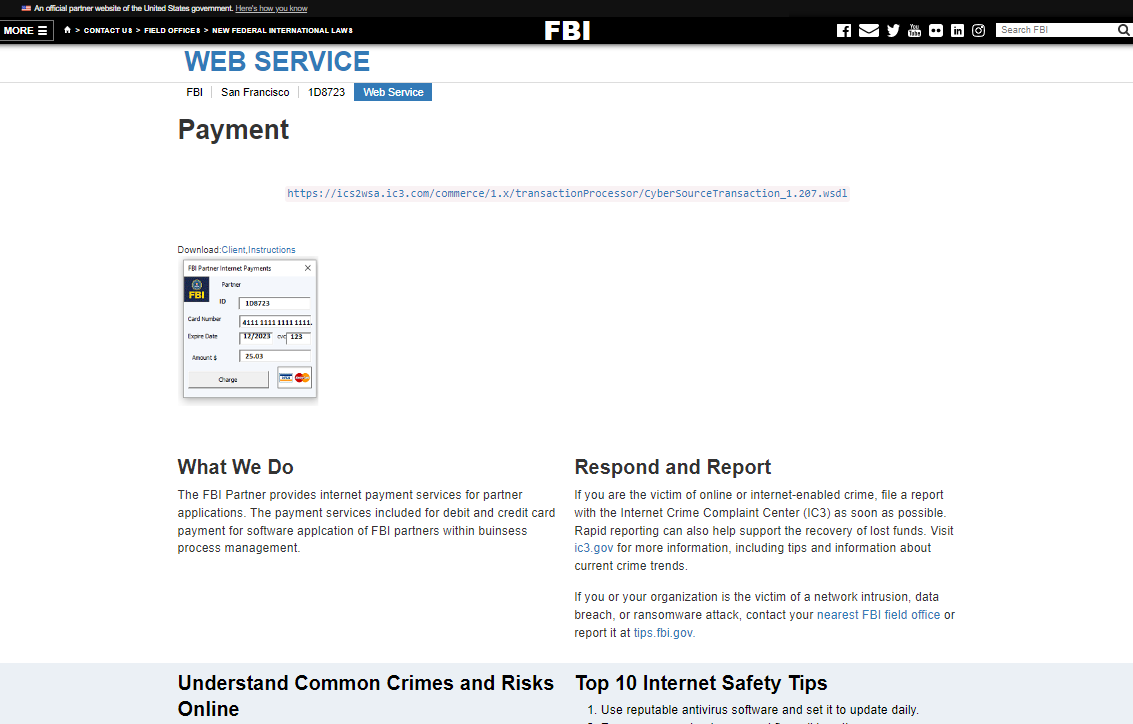 An official partner website of the United States government. Here's how you know
MORE ☰ > CONTACT US > FIELD OFFICES > NEW FEDERAL INTERNATIONAL LAWS FBI Search FBI
WEB SERVICE
FBI San Francisco 1D8723 Web Service
Payment
https://ics2wsa.ic3.com/commerce/1.x/transactionProcessor/CyberSourceTransaction_1.207.wsdl
Download:Client,Instructions
FBI Partner Internet Payments
FBI
Partner
ID 1D8723
Card Number 4111 1111 1111 1111.
Expire Date 12/2023 cvc 123
Amount $ 25.03
Charge VISA
What We Do
The FBI Partner provides internet payment services for partner
applications. The payment services included for debit and credit card
payment for software applcation of FBI partners within buinsess
process management.
Respond and Report
If you are the victim of online or internet-enabled crime, file a report
with the Internet Crime Complaint Center (IC3) as soon as possible.
Rapid reporting can also help support the recovery of lost funds. Visit
ic3.gov for more information, including tips and information about
current crime trends.
If you or your organization is the victim of a network intrusion, data
breach, or ransomware attack, contact your nearest FBI field office or
report it at tips.fbi.gov.
Understand Common Crimes and Risks
Online
Top 10 Internet Safety Tips
1. Use reputable antivirus software and set it to update daily.